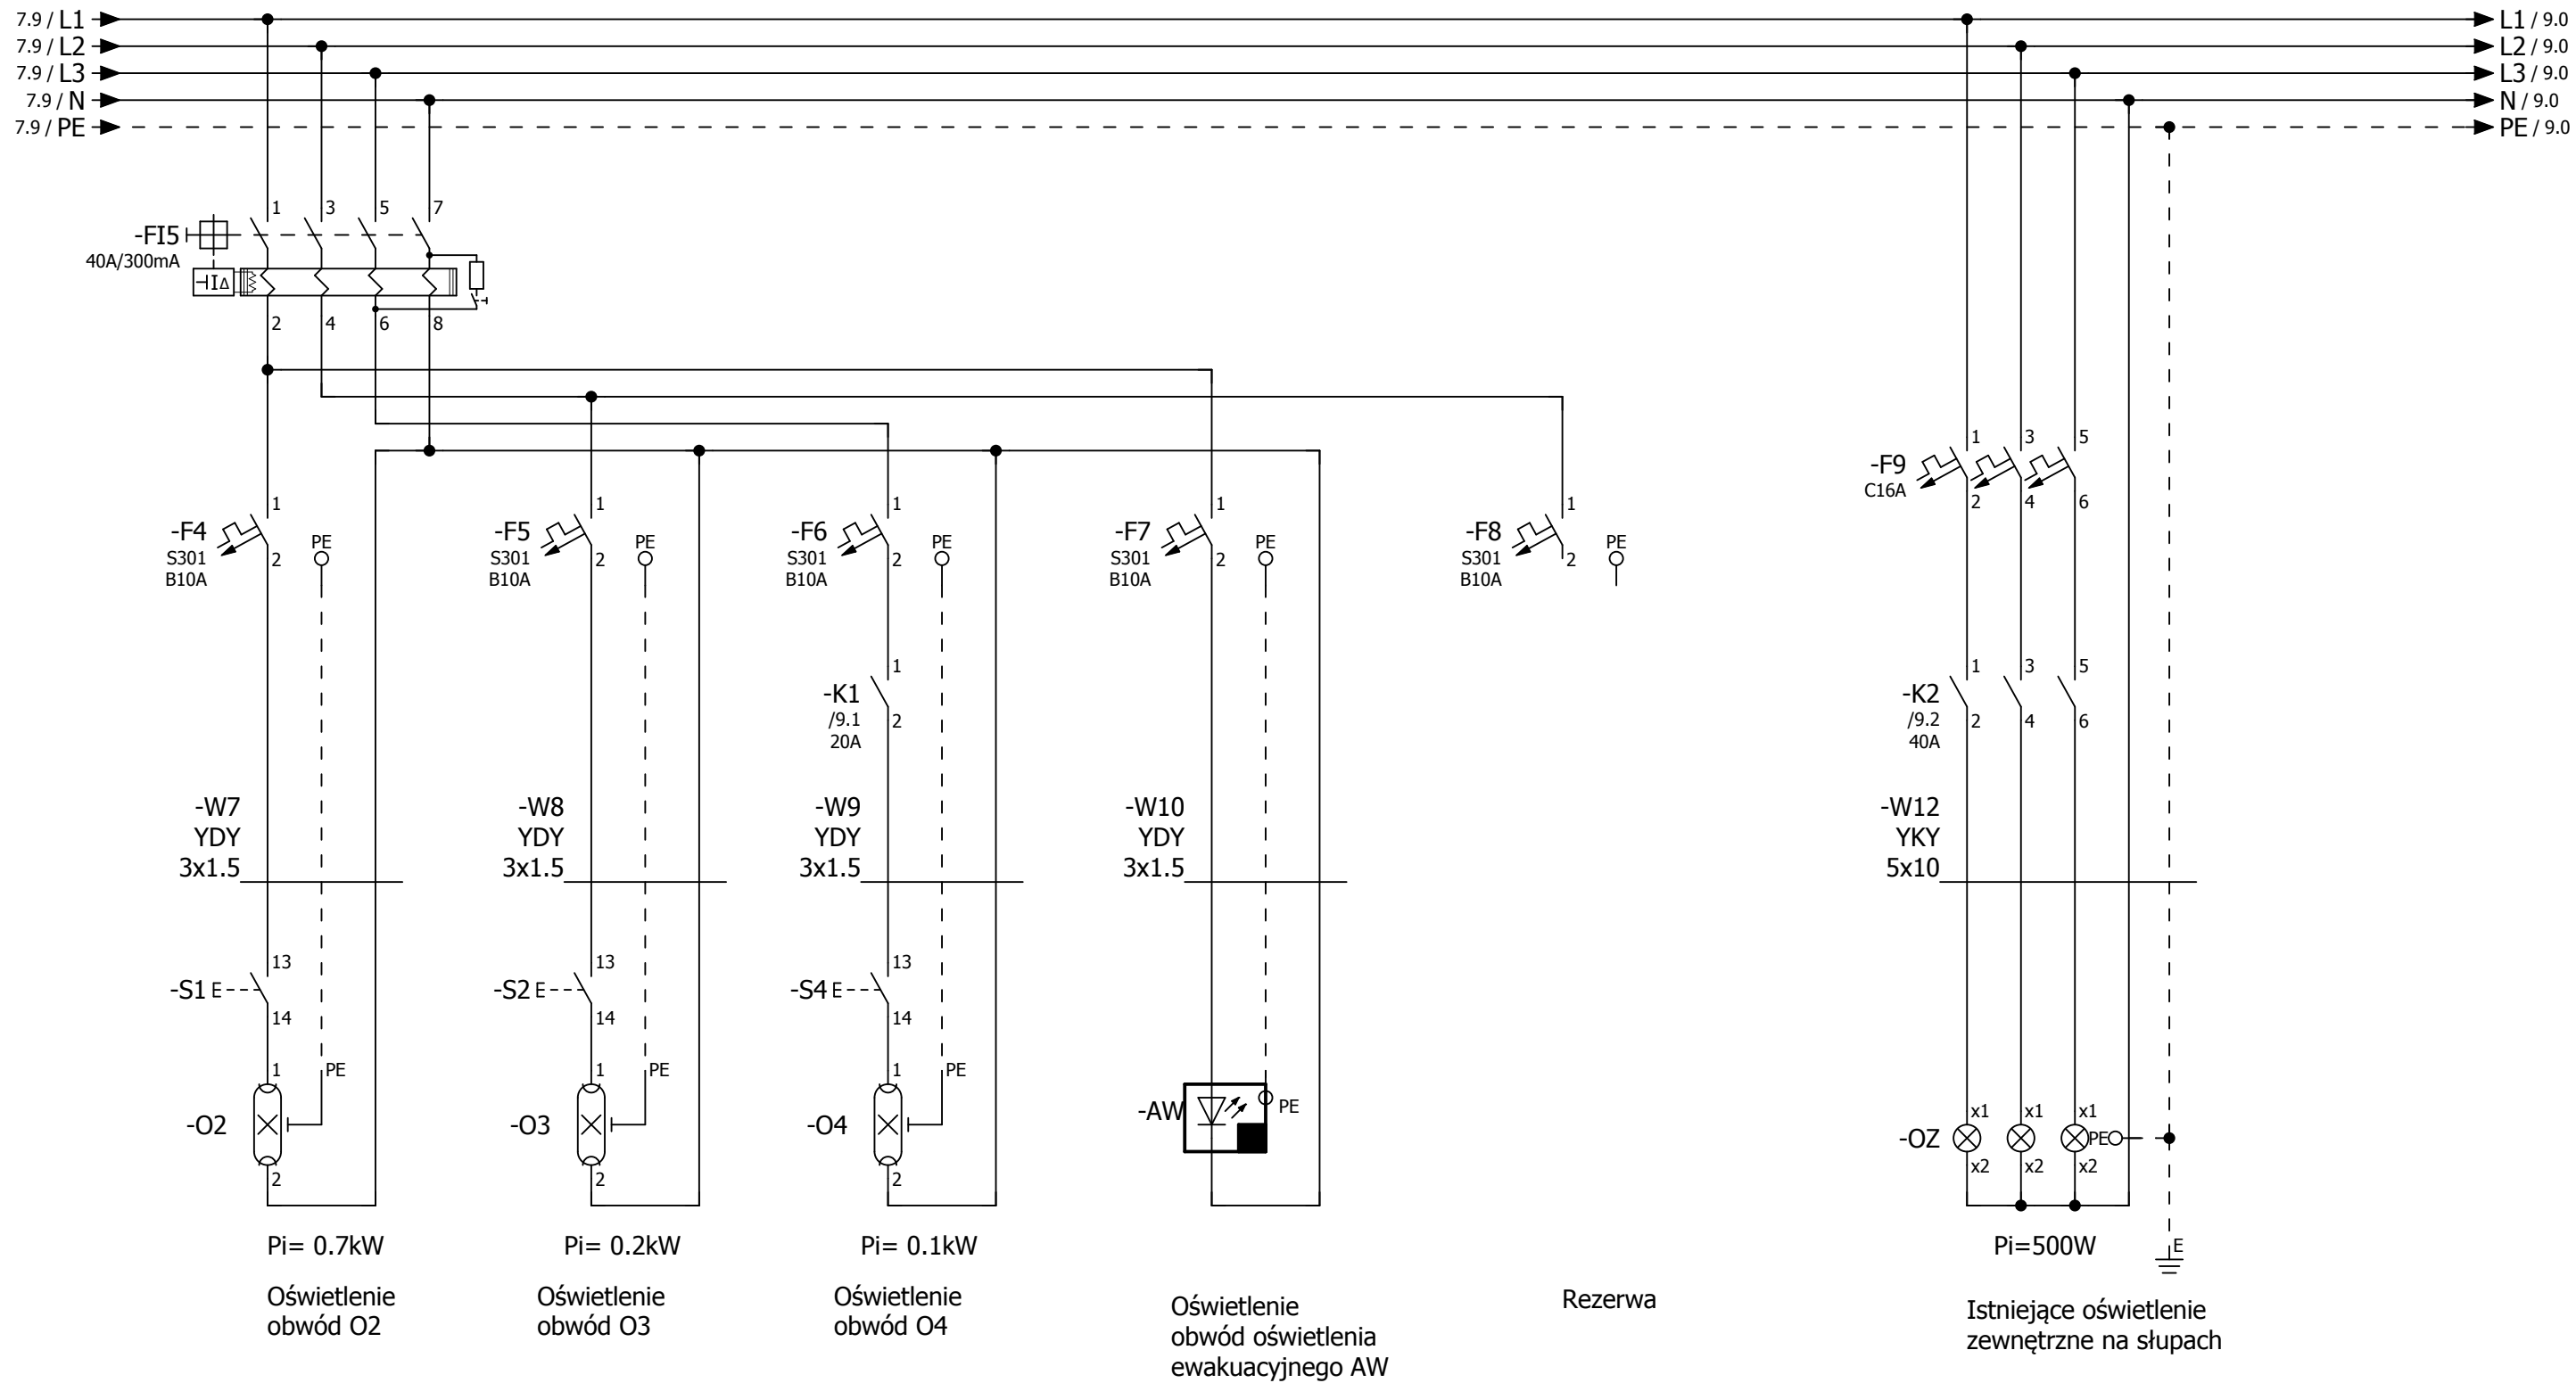 7.9 / L1
7.9 / L2
7.9 / L3
7.9 / N
7.9 / PE
L1 / 9.0
L2 / 9.0
L3 / 9.0
N / 9.0
PE / 9.0
1 3 5 7
-FI5
40A/300mA
I∆
2 4 6 8
-F4
S301
B10A
1
2
PE
-F5
S301
B10A
1
2
PE
-F6
S301
B10A
1
2
PE
-F7
S301
B10A
1
2
PE
-F8
S301
B10A
1
2
PE
-F9
C16A
1 3 5
2 4 6
-K1
/9.1
20A
1
2
-K2
/9.2
40A
1 3 5
2 4 6
-W7
YDY
3x1.5
-W8
YDY
3x1.5
-W9
YDY
3x1.5
-W10
YDY
3x1.5
-W12
YKY
5x10
-S1
13
14
-S2
13
14
-S4
13
14
-O2
1
2
PE
-O3
1
2
PE
-O4
1
2
PE
-AW
PE
-OZ
x1 x1 x1
PE
x2 x2 x2
E
Pi= 0.7kW
Oświetlenie
obwód O2
Pi= 0.2kW
Oświetlenie
obwód O3
Pi= 0.1kW
Oświetlenie
obwód O4
Oświetlenie
obwód oświetlenia
ewakuacyjnego AW
Rezerwa
Pi=500W
Istniejące oświetlenie
zewnętrzne na słupach